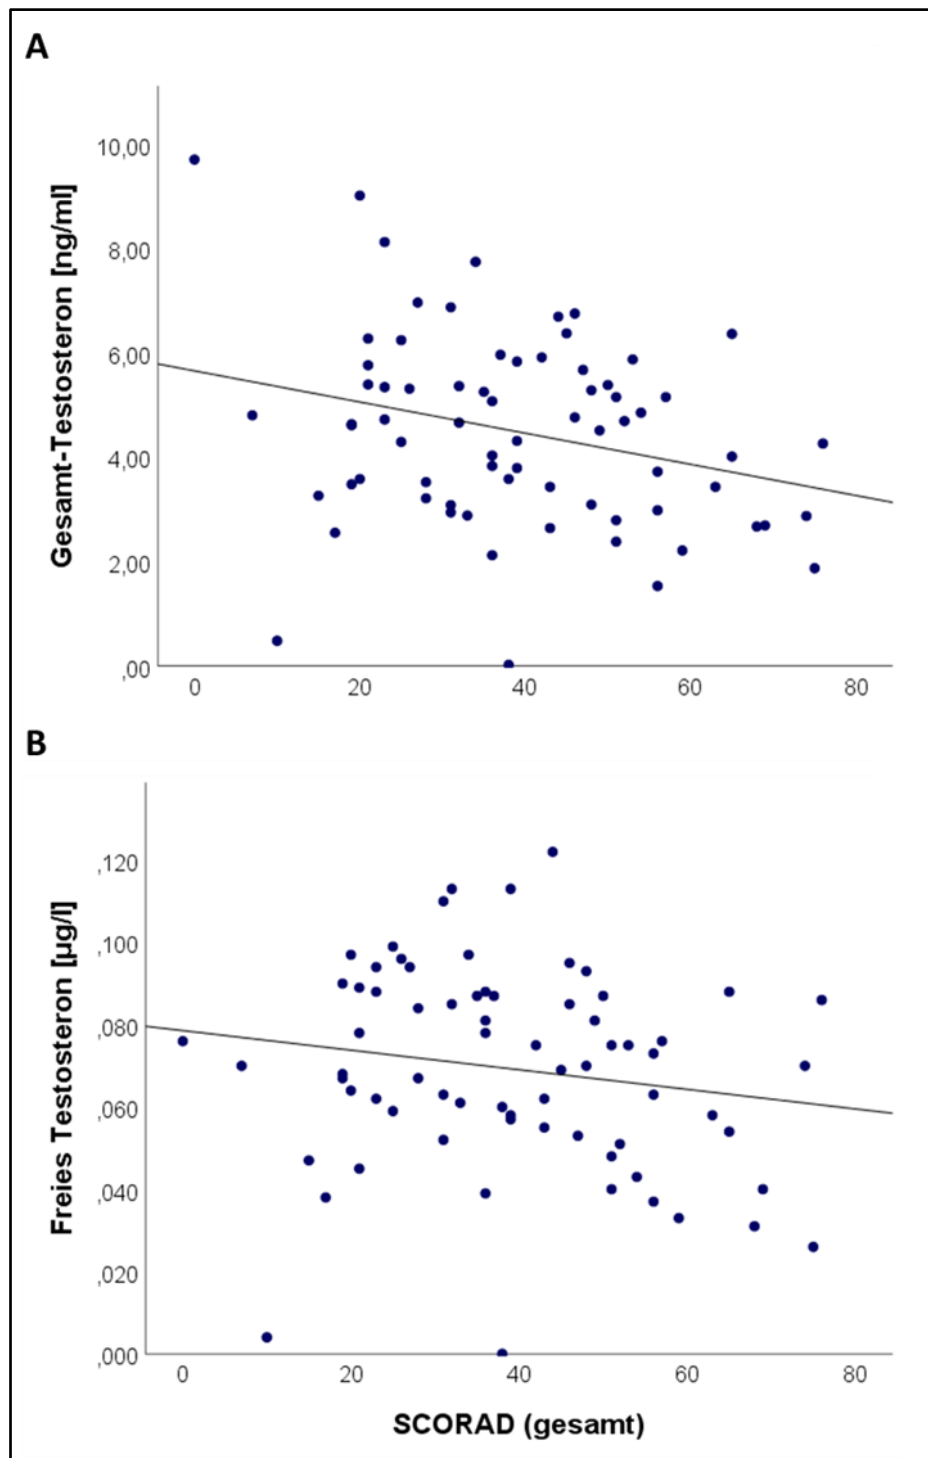 A
Gesamt-Testosteron [ng/ml]
10,00
8,00
6,00
4,00
2,00
,00
0 20 40 60 80
B
Freies Testosteron [µg/l]
,120
,100
,080
,060
,040
,020
,000
0 20 40 60 80
SCORAD (gesamt)